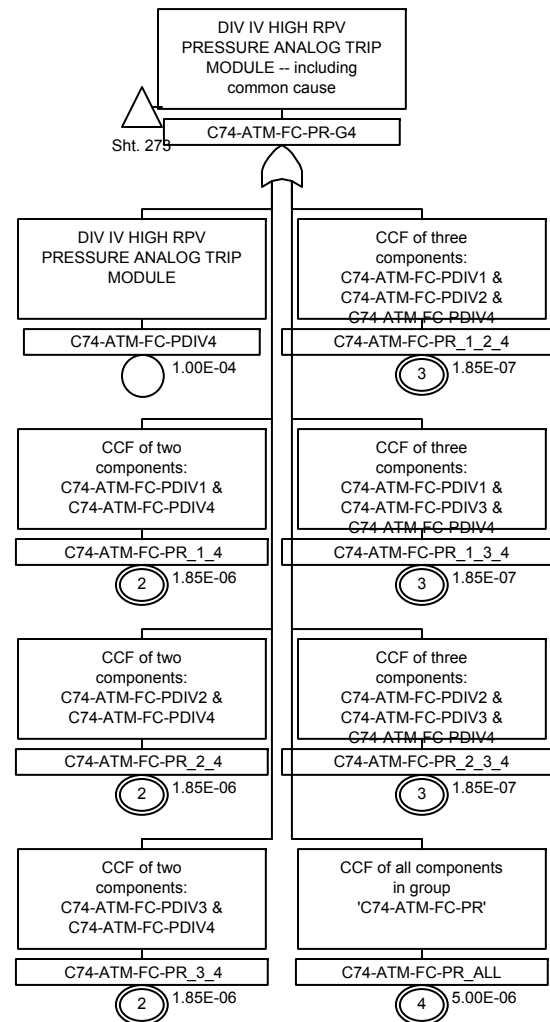 DIV IV HIGH RPV
PRESSURE ANALOG TRIP
MODULE -- including
common cause
Sht. 273
C74-ATM-FC-PR-G4
DIV IV HIGH RPV
PRESSURE ANALOG TRIP
MODULE
C74-ATM-FC-PDIV4
1.00E-04
CCF of three
components:
C74-ATM-FC-PDIV1 &
C74-ATM-FC-PDIV2 &
C74-ATM-FC-PDIV4
C74-ATM-FC-PR_1_2_4
3
1.85E-07
CCF of two
components:
C74-ATM-FC-PDIV1 &
C74-ATM-FC-PDIV4
C74-ATM-FC-PR_1_4
2
1.85E-06
CCF of three
components:
C74-ATM-FC-PDIV1 &
C74-ATM-FC-PDIV3 &
C74-ATM-FC-PDIV4
C74-ATM-FC-PR_1_3_4
3
1.85E-07
CCF of two
components:
C74-ATM-FC-PDIV2 &
C74-ATM-FC-PDIV4
C74-ATM-FC-PR_2_4
2
1.85E-06
CCF of three
components:
C74-ATM-FC-PDIV2 &
C74-ATM-FC-PDIV3 &
C74-ATM-FC-PDIV4
C74-ATM-FC-PR_2_3_4
3
1.85E-07
CCF of two
components:
C74-ATM-FC-PDIV3 &
C74-ATM-FC-PDIV4
C74-ATM-FC-PR_3_4
2
1.85E-06
CCF of all components
in group
'C74-ATM-FC-PR'
C74-ATM-FC-PR_ALL
4
5.00E-06